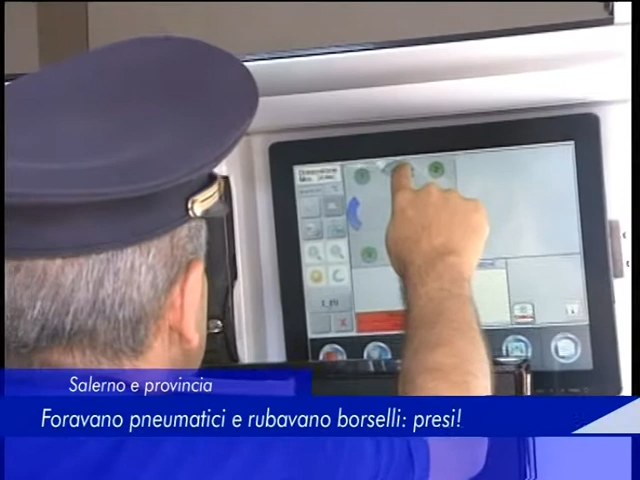 Salerno e provincia
Foravano pneumatici e rubavano borselli: presi!